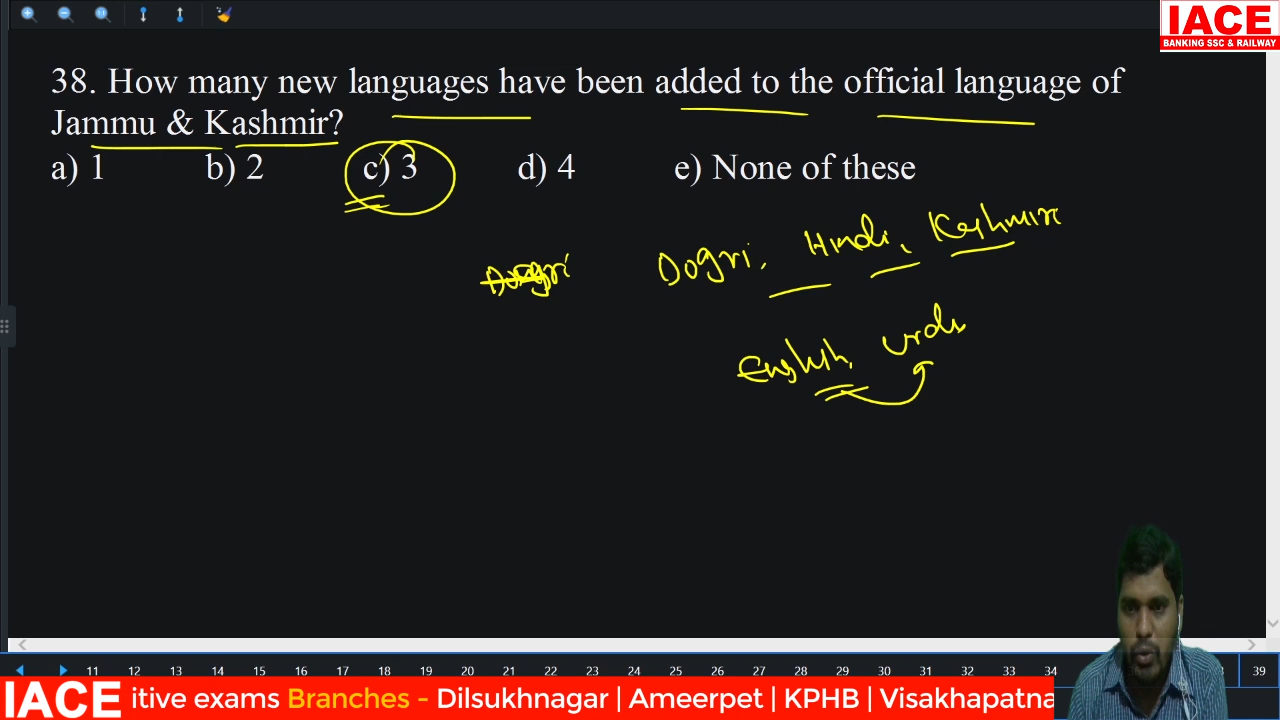 IACE
BANKING SSC & RAILWAY
38. How many new languages have been added to the official language of
Jammu & Kashmir?
a) 1 b) 2 c) 3 d) 4 e) None of these
Dogri Dogri, Hindi, Kashmiri
English, urdu
11 12 13 14 15 16 17 18 19 20 21 22 23 24 25 26 27 28 29 30 31 32 33 34 39
IACE itive exams Branches - Dilsukhnagar | Ameerpet | KPHB | Visakhapatna